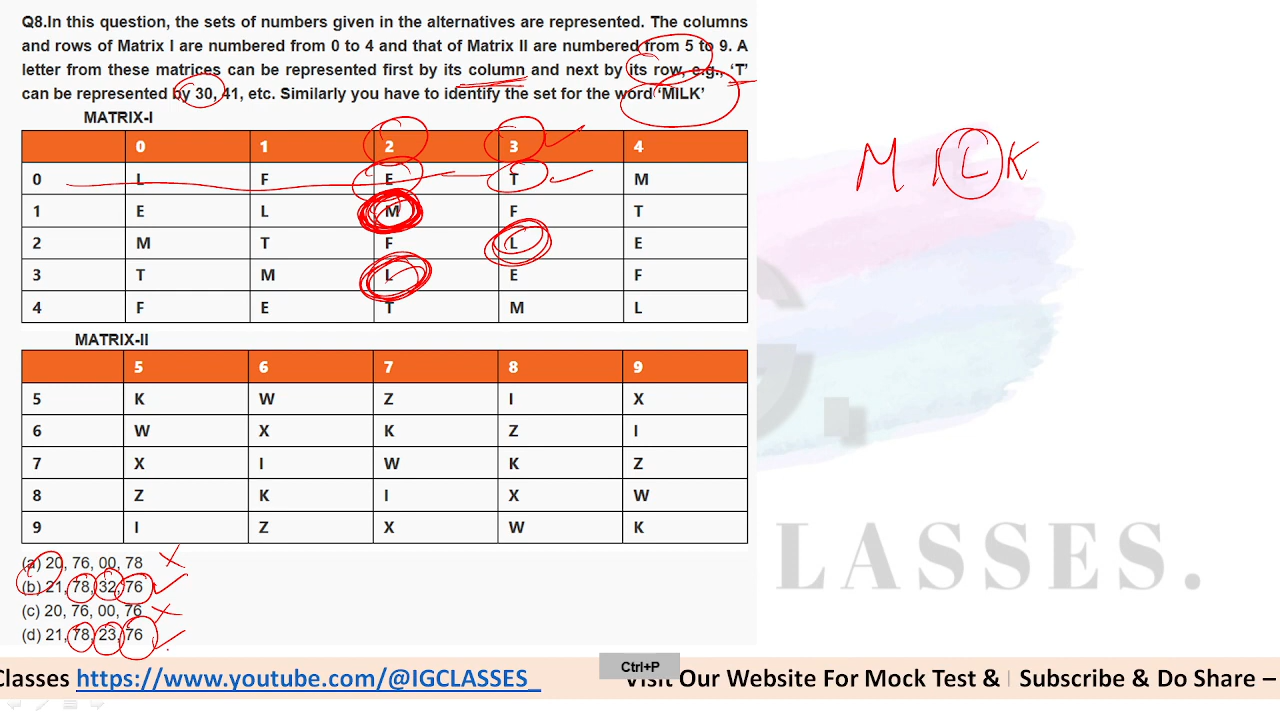 Q8.In this question, the sets of numbers given in the alternatives are represented. The columns
and rows of Matrix I are numbered from 0 to 4 and that of Matrix II are numbered from 5 to 9. A
letter from these matrices can be represented first by its column and next by its row, e.g., ‘T’
can be represented by 30, 41, etc. Similarly you have to identify the set for the word ‘MILK’
MATRIX-I
0 1 2 3 4
0 L F E T M
1 E L M F T
2 M T F L E
3 T M L E F
4 F E T M L
M I L K
MATRIX-II
5 6 7 8 9
5 K W Z I X
6 W X K Z I
7 X I W K Z
8 Z K I X W
9 I Z X W K
(a) 20, 76, 00, 78
(b) 21, 78, 32, 76
(c) 20, 76, 00, 76
(d) 21, 78, 23, 76
LASSES.
Ctrl+P
Classes https://www.youtube.com/@IGCLASSES_ Visit Our Website For Mock Test & Subscribe & Do Share –